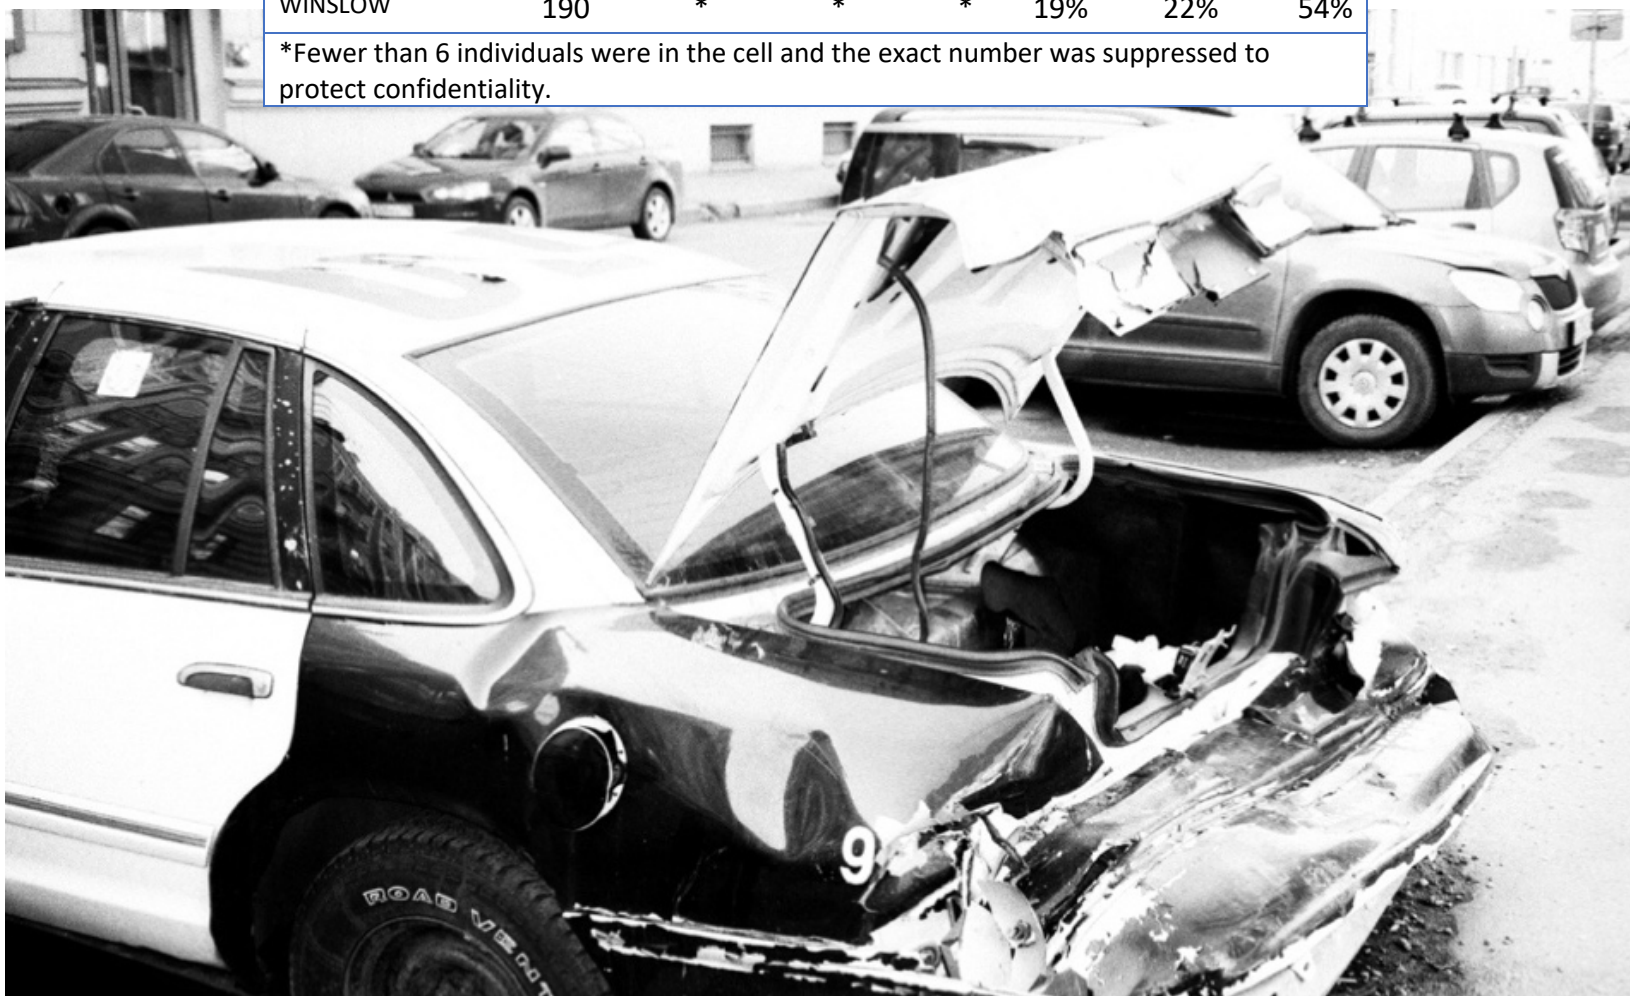 WINSLOW 190 * * * 19% 22% 54%
*Fewer than 6 individuals were in the cell and the exact number was suppressed to
protect confidentiality.
9
ROAD VENT